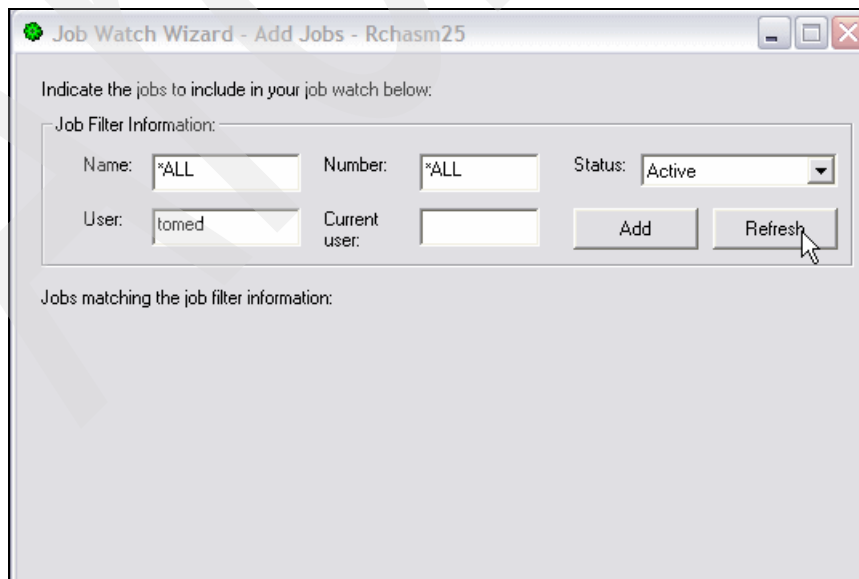 Job Watch Wizard - Add Jobs - Rchasm25
Indicate the jobs to include in your job watch below:
Job Filter Information:
Name: *ALL Number: *ALL Status: Active
User: tomed Current user: Add Refresh
Jobs matching the job filter information: